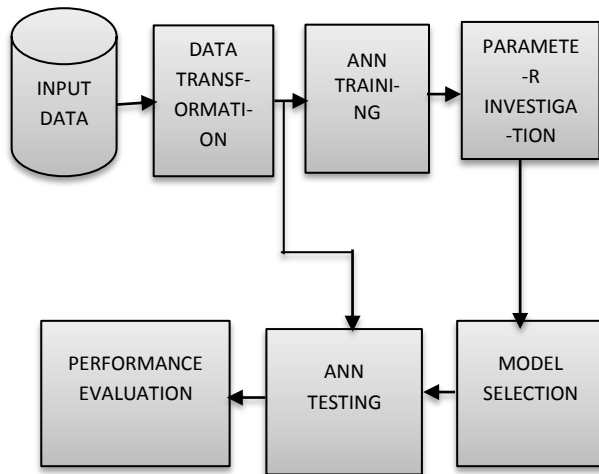 INPUT
DATA
DATA
TRANSF-
ORMATI-
ON
ANN
TRAINI-
NG
PARAMETE
-R
INVESTIGA
-TION
PERFORMANCE
EVALUATION
ANN
TESTING
MODEL
SELECTION